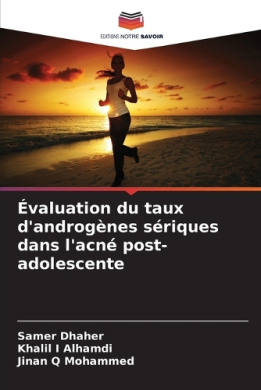 EDITIONS NOTRE SAVOIR
Évaluation du taux
d'androgènes sériques
dans l'acné post-
adolescente
Samer Dhaher
Khalil I Alhamdi
Jinan Q Mohammed